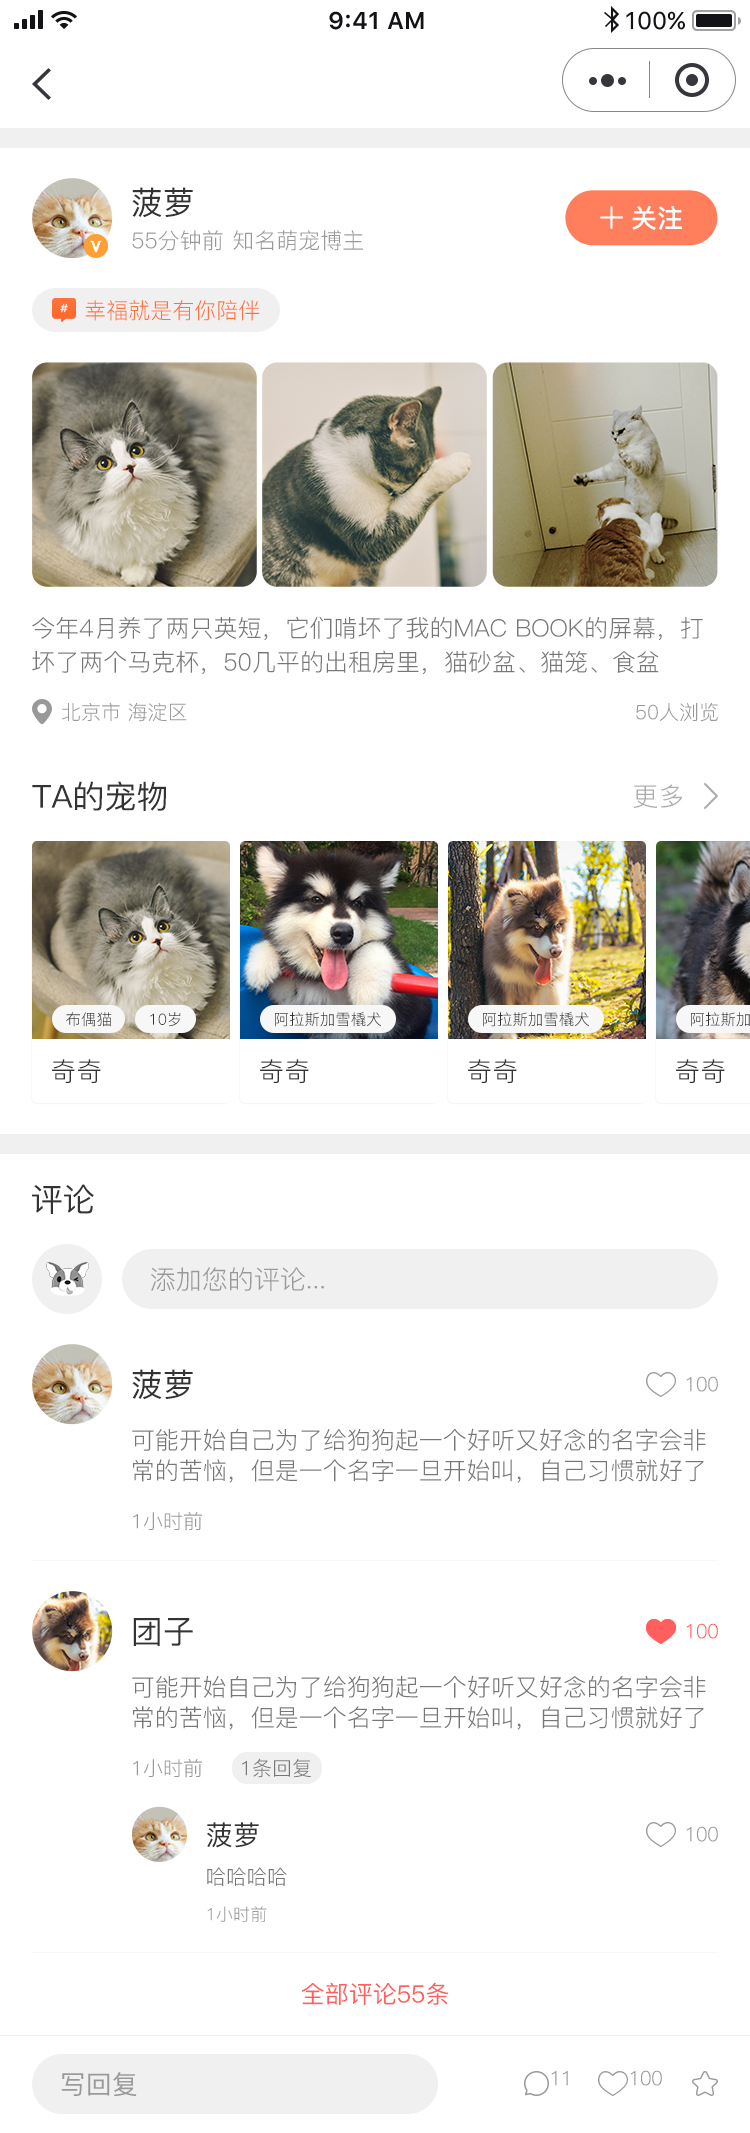 9:41 AM
100%
菠萝
V
55分钟前 知名萌宠博主
关注
# 幸福就是有你陪伴
今年4月养了两只英短，它们啃坏了我的MAC BOOK的屏幕，打
坏了两个马克杯，50几平的出租房里，猫砂盆、猫笼、食盆
北京市 海淀区
50人浏览
TA的宠物
更多
布偶猫
10岁
阿拉斯加雪橇犬
阿拉斯加雪橇犬
阿拉斯加
奇奇
奇奇
奇奇
奇奇
评论
添加您的评论...
菠萝
100
可能开始自己为了给狗狗起一个好听又好念的名字会非
常的苦恼，但是一个名字一旦开始叫，自己习惯就好了
1小时前
团子
100
可能开始自己为了给狗狗起一个好听又好念的名字会非
常的苦恼，但是一个名字一旦开始叫，自己习惯就好了
1小时前
1条回复
菠萝
100
哈哈哈哈
1小时前
全部评论55条
写回复
11
100